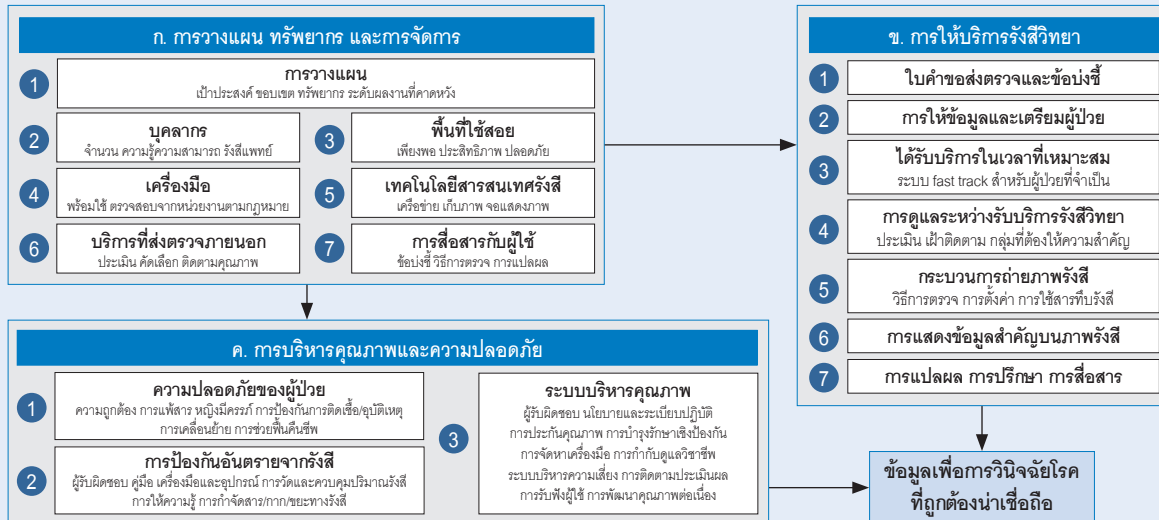 ก. การวางแผน ทรัพยากร และการจัดการ
1
การวางแผน
เป้าประสงค์ ขอบเขต ทรัพยากร ระดับผลงานที่คาดหวัง
2
บุคลากร
จำนวน ความรู้ความสามารถ รังสีแพทย์
3
พื้นที่ใช้สอย
เพียงพอ ประสิทธิภาพ ปลอดภัย
4
เครื่องมือ
พร้อมใช้ ตรวจสอบจากหน่วยงานตามกฎหมาย
5
เทคโนโลยีสารสนเทศรังสี
เครือข่าย เก็บภาพ จอแสดงภาพ
6
บริการที่ส่งตรวจภายนอก
ประเมิน คัดเลือก ติดตามคุณภาพ
7
การสื่อสารกับผู้ใช้
ข้อบ่งชี้ วิธีการตรวจ การแปลผล
ข. การให้บริการรังสีวิทยา
1
ใบคำขอส่งตรวจและข้อบ่งชี้
2
การให้ข้อมูลและเตรียมผู้ป่วย
3
ได้รับบริการในเวลาที่เหมาะสม
ระบบ fast track สำหรับผู้ป่วยที่จำเป็น
4
การดูแลระหว่างรับบริการรังสีวิทยา
ประเมิน เฝ้าติดตาม กลุ่มที่ต้องให้ความสำคัญ
5
กระบวนการถ่ายภาพรังสี
วิธีการตรวจ การตั้งค่า การใช้สารทึบรังสี
6
การแสดงข้อมูลสำคัญบนภาพรังสี
7
การแปลผล การปรึกษา การสื่อสาร
ค. การบริหารคุณภาพและความปลอดภัย
1
ความปลอดภัยของผู้ป่วย
ความถูกต้อง การแพ้สาร หญิงมีครรภ์ การป้องกันการติดเชื้อ/อุบัติเหตุ
การเคลื่อนย้าย การช่วยฟื้นคืนชีพ
2
การป้องกันอันตรายจากรังสี
ผู้รับผิดชอบ คู่มือ เครื่องมือและอุปกรณ์ การวัดและควบคุมปริมาณรังสี
การให้ความรู้ การกำจัดสาร/กาก/ขยะทางรังสี
3
ระบบบริหารคุณภาพ
ผู้รับผิดชอบ นโยบายและระเบียบปฏิบัติ
การประกันคุณภาพ การบำรุงรักษาเชิงป้องกัน
การจัดหาเครื่องมือ การกำกับดูแลวิชาชีพ
ระบบบริหารความเสี่ยง การติดตามประเมินผล
การรับฟังผู้ใช้ การพัฒนาคุณภาพต่อเนื่อง
ข้อมูลเพื่อการวินิจฉัยโรค
ที่ถูกต้องน่าเชื่อถือ